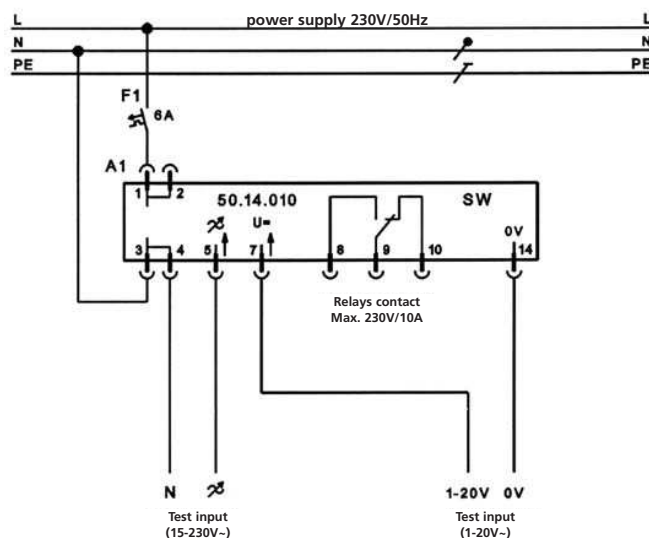 L power supply 230V/50Hz L
N N
PE PE
F1
6A
A1
1 2 50.14.010 SW
U= 0V
3 4 5 7 8 9 10 14
Relays contact
Max. 230V/10A
N 1-20V 0V
Test input Test input
(15-230V~) (1-20V~)